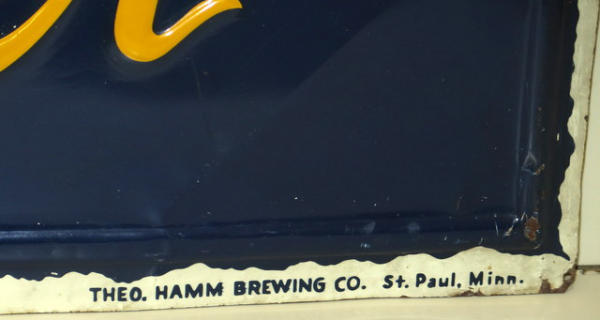 THEO. HAMM BREWING CO. St. Paul, Minn.